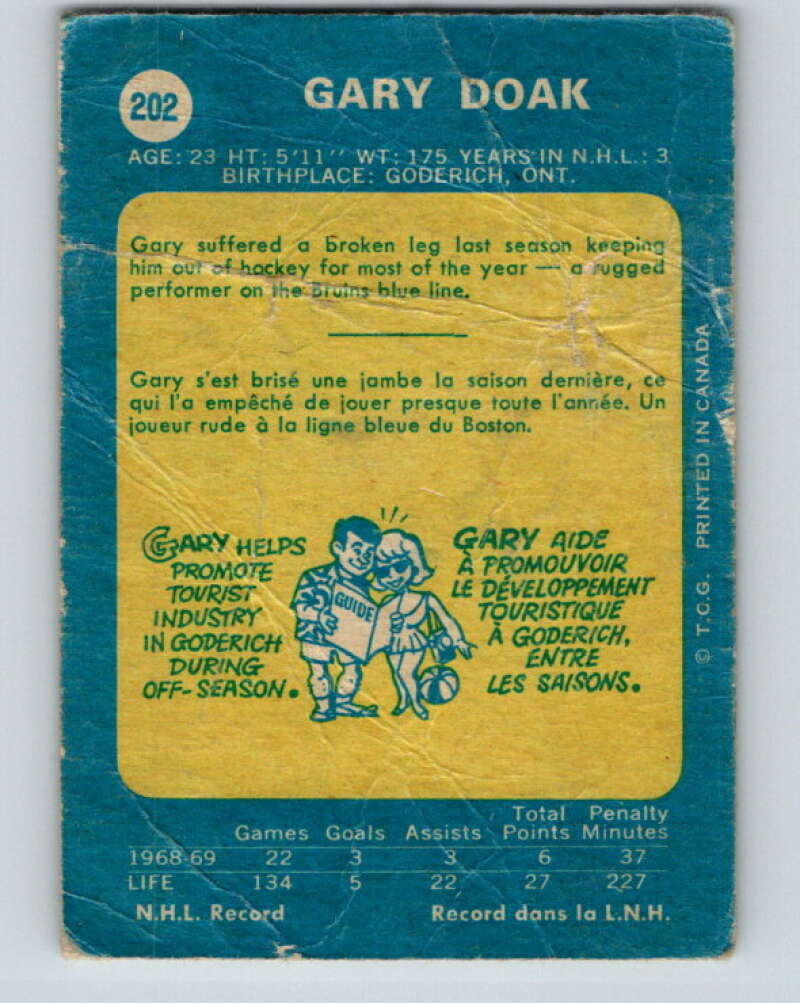 202
GARY DOAK
AGE: 23 HT: 5'11'' WT: 175 YEARS IN N.H.L.: 3
BIRTHPLACE: GODERICH, ONT.
Gary suffered a broken leg last season keeping
him out of hockey for most of the year — a rugged
performer on the Bruins blue line.
Gary s'est brisé une jambe la saison dernière, ce
qui l'a empêché de jouer presque toute l'année. Un
joueur rude à la ligne bleue du Boston.
GARY HELPS
PROMOTE
TOURIST
INDUSTRY
IN GODERICH
DURING
OFF-SEASON.
GUIDE
GARY AIDE
À PROMOUVOIR
LE DÉVELOPPEMENT
TOURISTIQUE
À GODERICH,
ENTRE
LES SAISONS.
© T.C.G. PRINTED IN CANADA
Total Penalty
Games Goals Assists Points Minutes
1968-69 22 3 3 6 37
LIFE 134 5 22 27 227
N.H.L. Record Record dans la L.N.H.